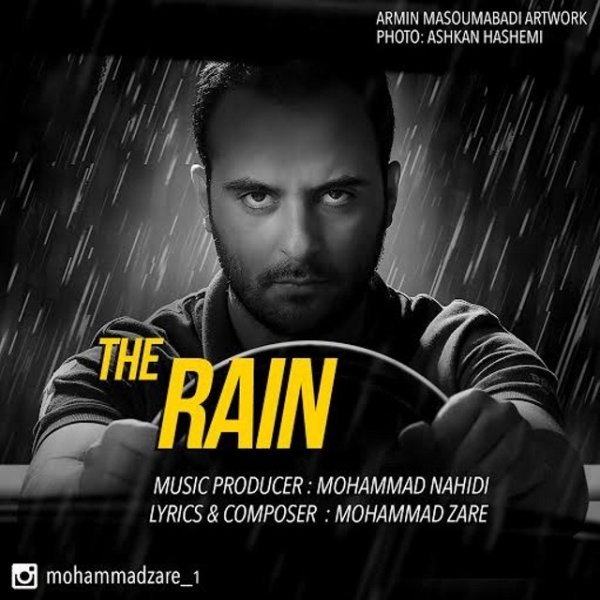 ARMIN MASOUMABADI ARTWORK
PHOTO: ASHKAN HASHEMI
THE
RAIN
MUSIC PRODUCER : MOHAMMAD NAHIDI
LYRICS & COMPOSER : MOHAMMAD ZARE
mohammadzare_1